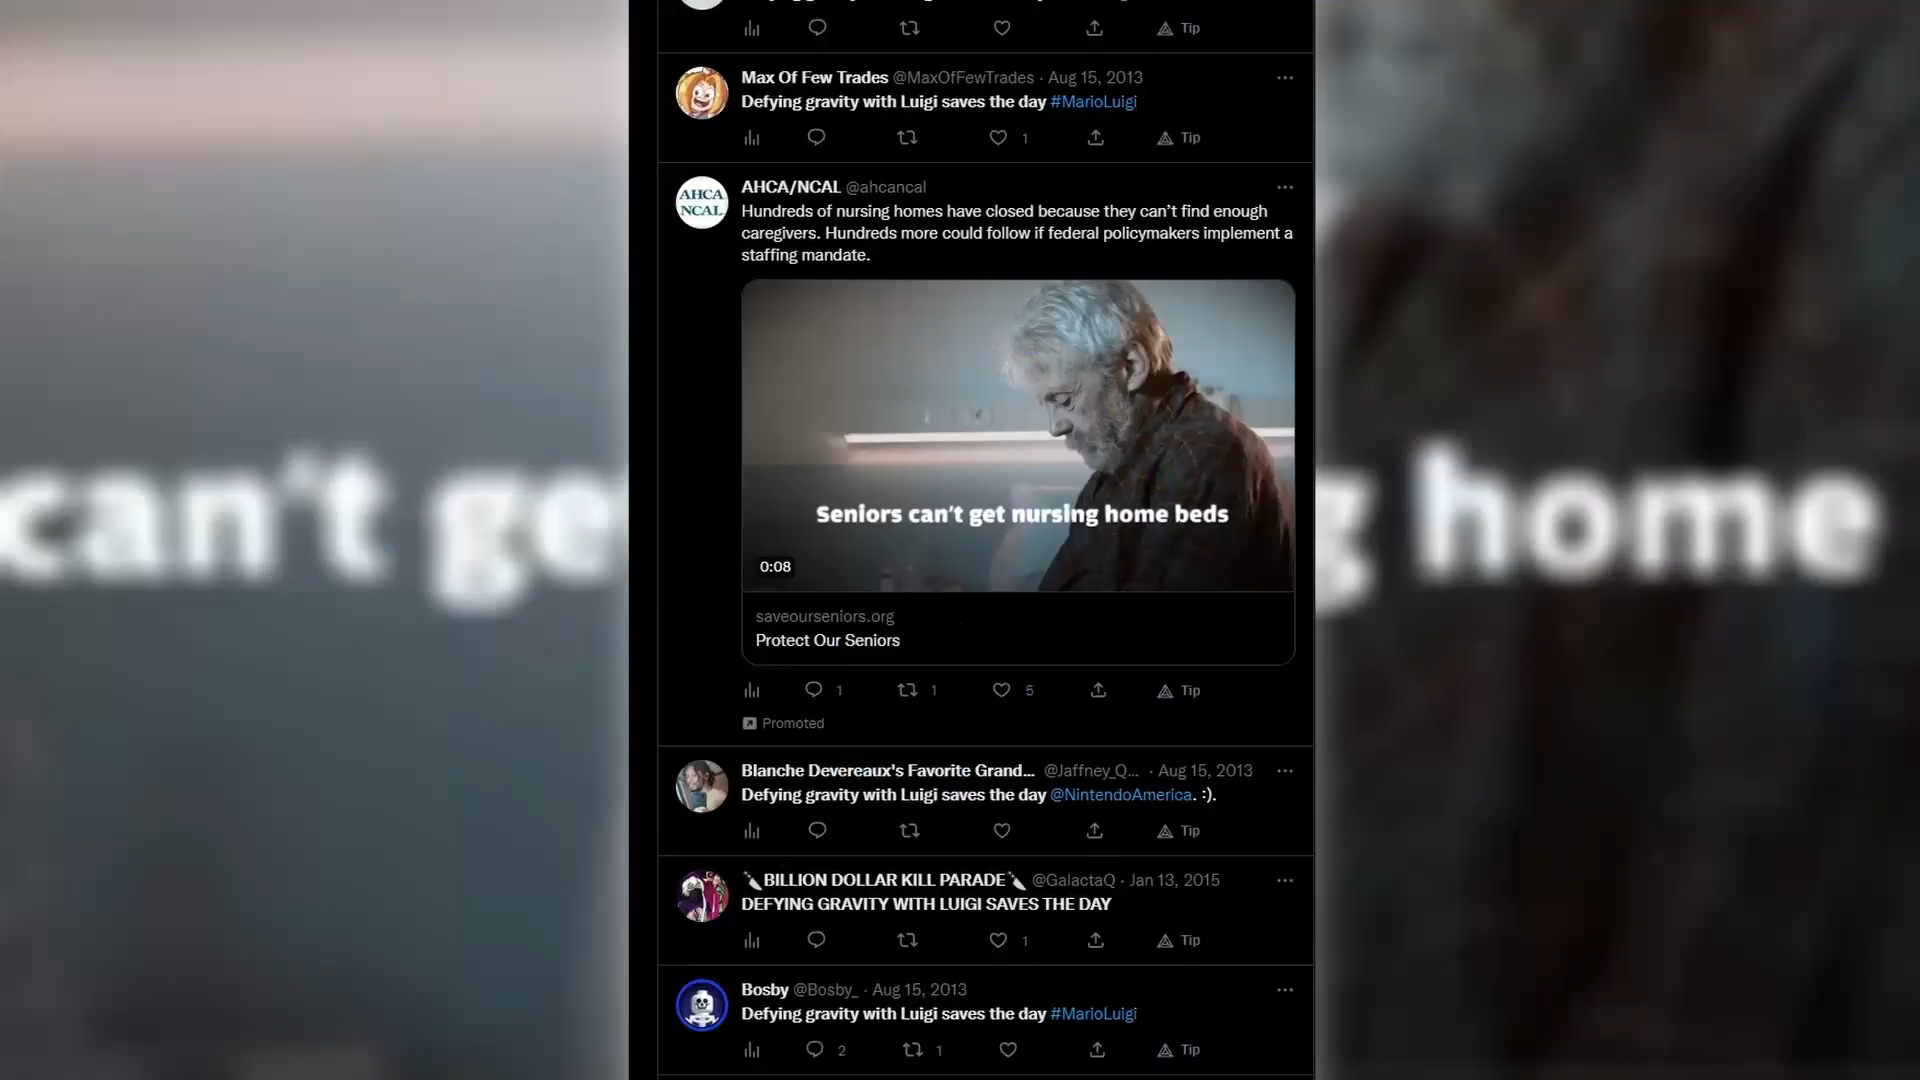 Tip
Max Of Few Trades @MaxOfFewTrades · Aug 15, 2013
Defying gravity with Luigi saves the day #MarioLuigi
1 Tip
AHCA NCAL
AHCA/NCAL @ahcancal
Hundreds of nursing homes have closed because they can't find enough
caregivers. Hundreds more could follow if federal policymakers implement a
staffing mandate.
Seniors can't get nursing home beds
0:08
saveourseniors.org
Protect Our Seniors
1 1 5 Tip
Promoted
Blanche Devereaux's Favorite Grand... @Jaffney_Q... · Aug 15, 2013
Defying gravity with Luigi saves the day @NintendoAmerica. :).
Tip
BILLION DOLLAR KILL PARADE @GalactaQ · Jan 13, 2015
DEFYING GRAVITY WITH LUIGI SAVES THE DAY
1 Tip
Bosby @Bosby_ · Aug 15, 2013
Defying gravity with Luigi saves the day #MarioLuigi
2 1 Tip
can't ge
g home